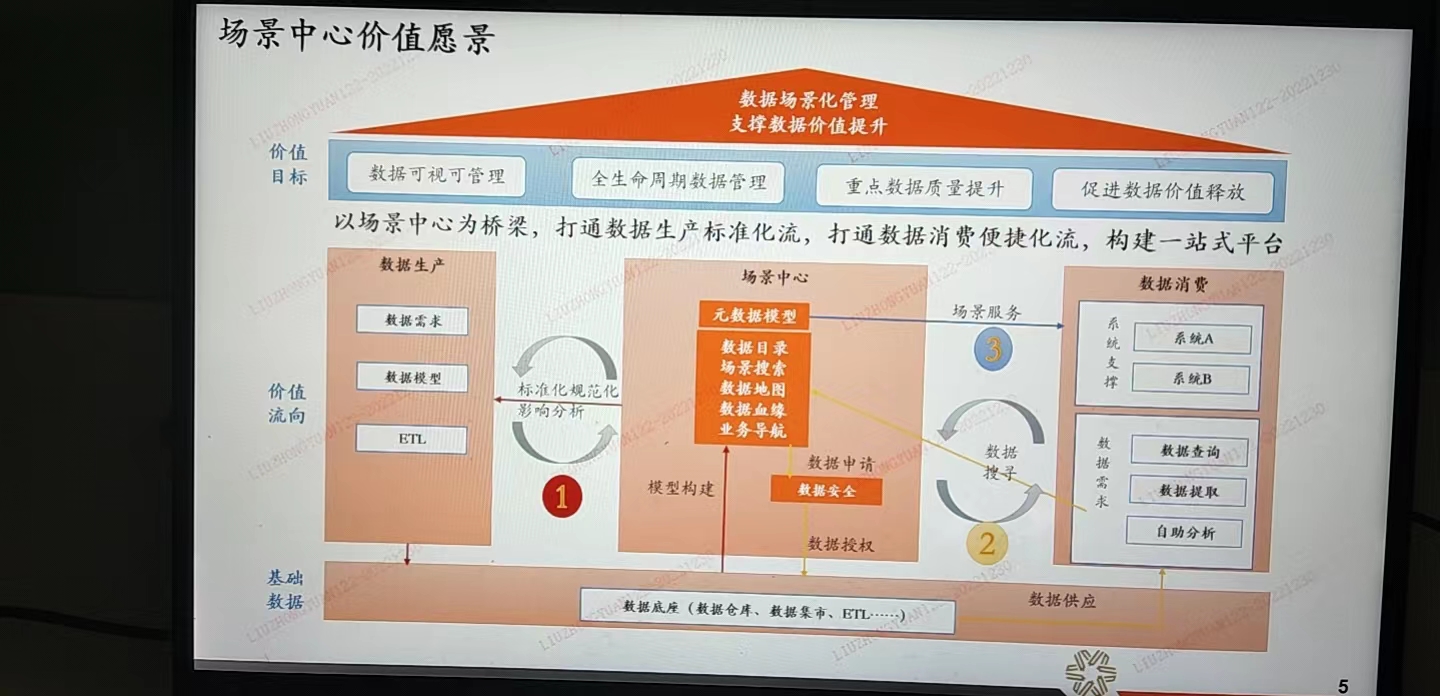 场景中心价值愿景
数据场景化管理
支撑数据价值提升
价值
目标
数据可视可管理
全生命周期数据管理
重点数据质量提升
促进数据价值释放
以场景中心为桥梁，打通数据生产标准化流，打通数据消费便捷化流，构建一站式平台
价值
流向
数据生产
数据需求
数据模型
ETL
标准化规范化
影响分析
1
场景中心
元数据模型
数据目录
场景搜索
数据地图
数据血缘
业务导航
数据申请
数据安全
模型构建
数据授权
场景服务
3
数据
搜寻
2
数据消费
系统支撑
系统A
系统B
数据需求
数据查询
数据提取
自助分析
基础
数据
数据底座（数据仓库、数据集市、ETL……）
数据供应
LIUZHONGYUAN122-20221230
5